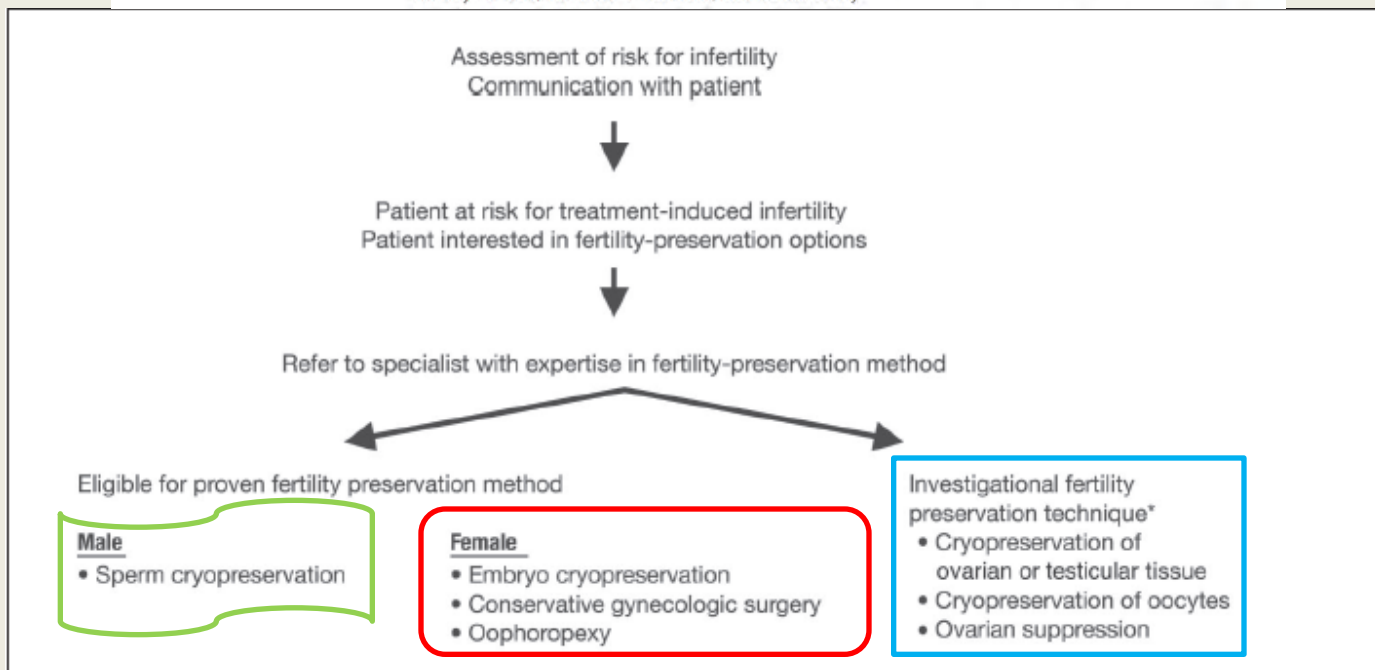 Assessment of risk for infertility
Communication with patient
Patient at risk for treatment-induced infertility
Patient interested in fertility-preservation options
Refer to specialist with expertise in fertility-preservation method
Eligible for proven fertility preservation method
Male
• Sperm cryopreservation
Female
• Embryo cryopreservation
• Conservative gynecologic surgery
• Oophoropexy
Investigational fertility
preservation technique*
• Cryopreservation of
ovarian or testicular tissue
• Cryopreservation of oocytes
• Ovarian suppression